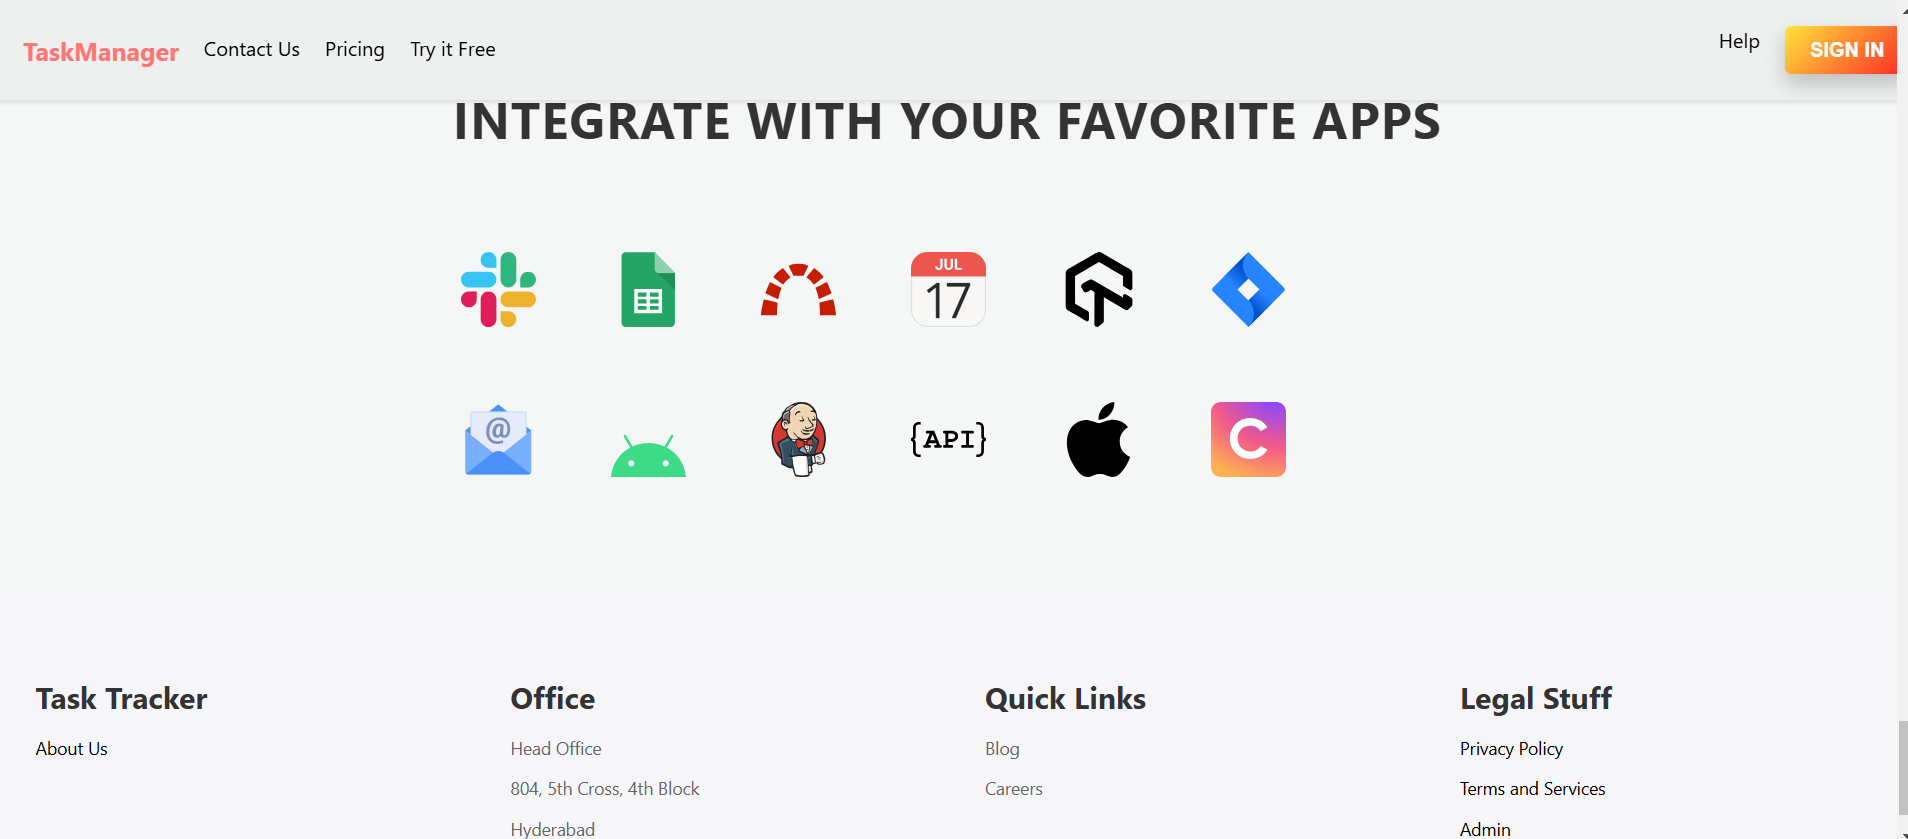 TaskManager Contact Us Pricing Try it Free Help SIGN IN
INTEGRATE WITH YOUR FAVORITE APPS
JUL
17
@
{API}
C
Task Tracker
About Us
Office
Head Office
804, 5th Cross, 4th Block
Hyderabad
Quick Links
Blog
Careers
Legal Stuff
Privacy Policy
Terms and Services
Admin